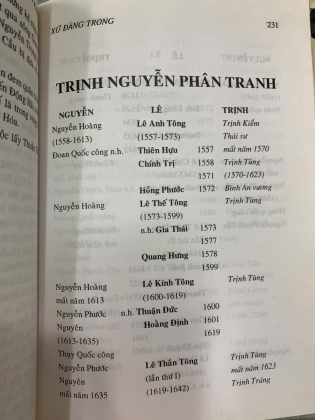 XỨ ĐÀNG TRONG 231
TRỊNH NGUYỄN PHÂN TRANH
NGUYỄN LÊ TRỊNH
Nguyễn Hoàng Lê Anh Tông Trịnh Kiểm
(1558-613) (1557-1573) Thái sư
Đoan Quốc công n.h. Thiên Hựu 1557 mất năm 1570
Chính Trị 1558 Trịnh Tùng
1571 (1570-1623)
Hồng Phước 1572 Bình An vương
Nguyễn Hoàng Lê Thế Tông Trịnh Tùng
(1573-1599)
n.h. Gia Thái 1573
1577
Quang Hưng 1578
1599
Nguyễn Hoàng Lê Kính Tông Trịnh Tùng
mất năm 1613 (1600-1619)
Nguyễn Phước n.h. Thuận Đức 1600
Nguyên Hoàng Định 1601
(1613-1635) 1619
Thụy Quốc công
Nguyễn Phước Lê Thần Tông Trịnh Tùng
Nguyên (lần thứ I) mất năm 1623
mất năm 1635 (1619-1642) Trịnh Tráng